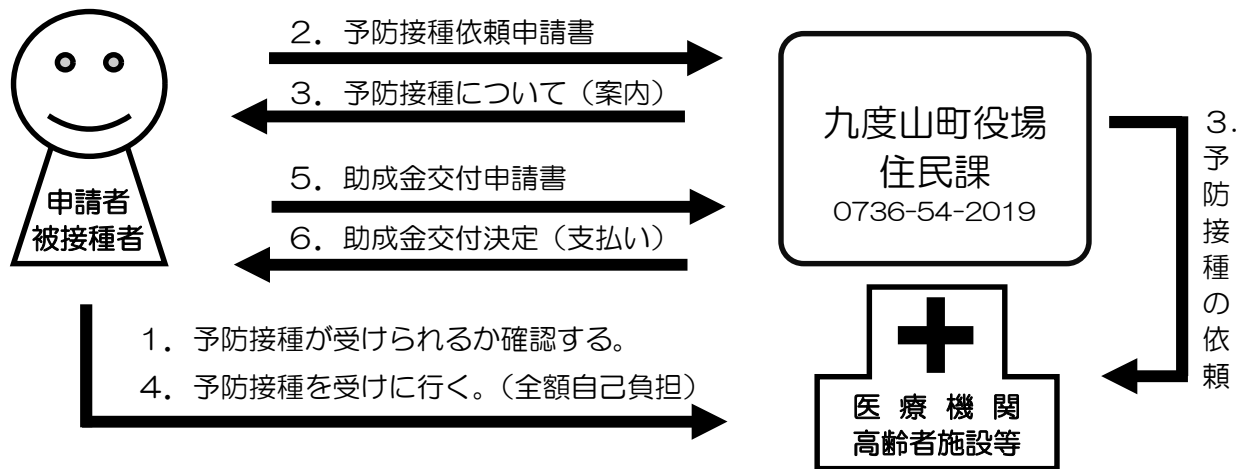 2．予防接種依頼申請書
3．予防接種について（案内）
5．助成金交付申請書
6．助成金交付決定（支払い）
申請者
被接種者
九度山町役場
住民課
0736-54-2019
3．予防接種の依頼
1．予防接種が受けられるか確認する。
4．予防接種を受けに行く。（全額自己負担）
医療機関
高齢者施設等